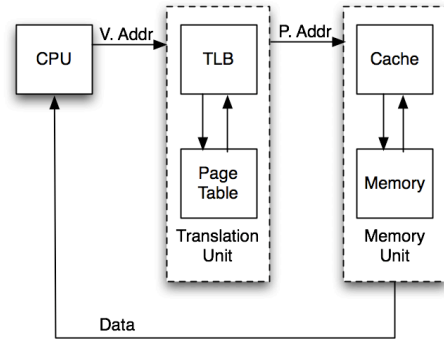 V. Addr
P. Addr
CPU
TLB
Cache
Page
Table
Memory
Translation
Unit
Memory
Unit
Data